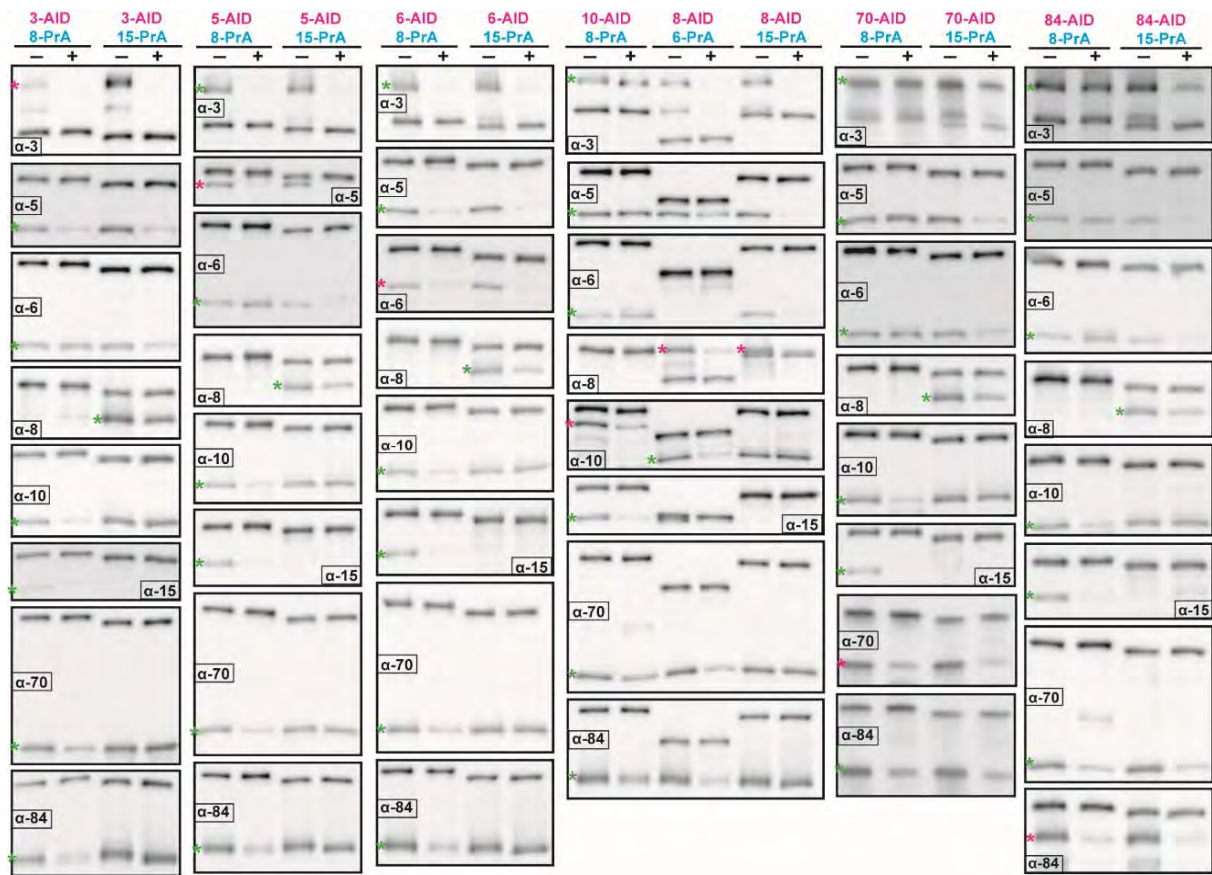 3-AID 3-AID 5-AID 5-AID 6-AID 6-AID 10-AID 8-AID 8-AID 70-AID 70-AID 84-AID 84-AID
8-PrA 15-PrA 8-PrA 15-PrA 8-PrA 15-PrA 8-PrA 6-PrA 15-PrA 8-PrA 15-PrA 8-PrA 15-PrA
− + − + − + − + − + − + − + − + − + − + − + − + − +
* α-3
* α-5
* α-6
* α-8
* α-10
* α-15
* α-70
* α-84
* α-3
* α-5
* α-6
* α-8
* α-10
* α-15
* α-70
* α-84
* α-3
* α-5
* α-6
* α-8
* α-10
* α-15
* α-70
* α-84
* α-3
* α-5
* α-6
* * α-8
* * α-10
* α-15
* α-70
* α-84
* α-3
* α-5
* α-6
* α-8
* α-10
* α-15
* α-70
* α-84
* α-3
* α-5
* α-6
* α-8
* α-10
* α-15
* α-70
* α-84